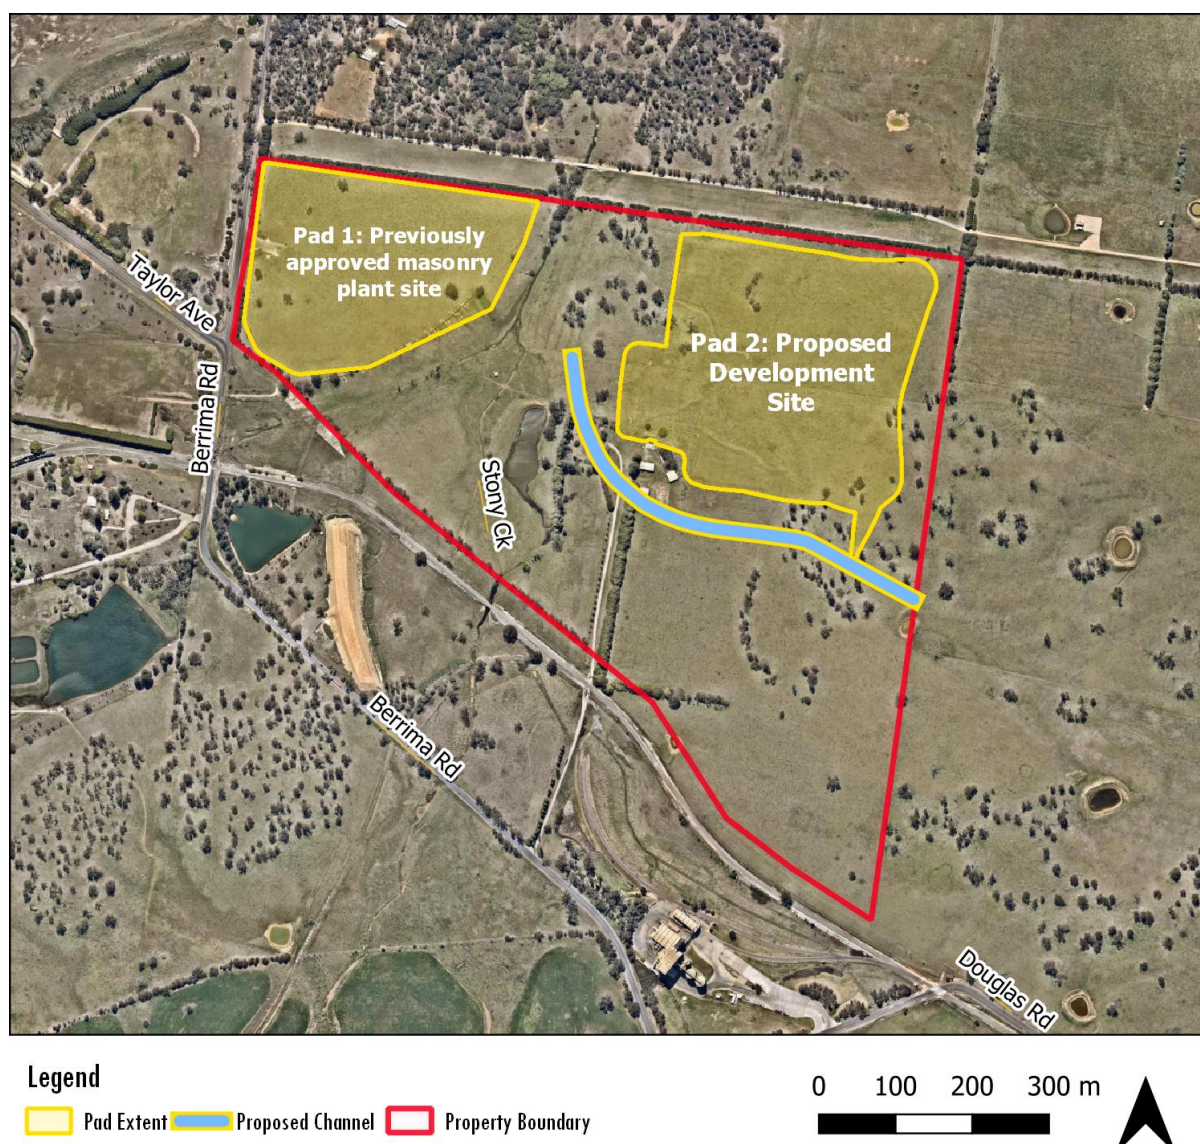 Pad 1: Previously
approved masonry
plant site
Taylor Ave
Berrima Rd
Pad 2: Proposed
Development
Site
Stony Ck
Berrima Rd
Douglas Rd
Legend
Pad Extent
Proposed Channel
Property Boundary
0 100 200 300 m